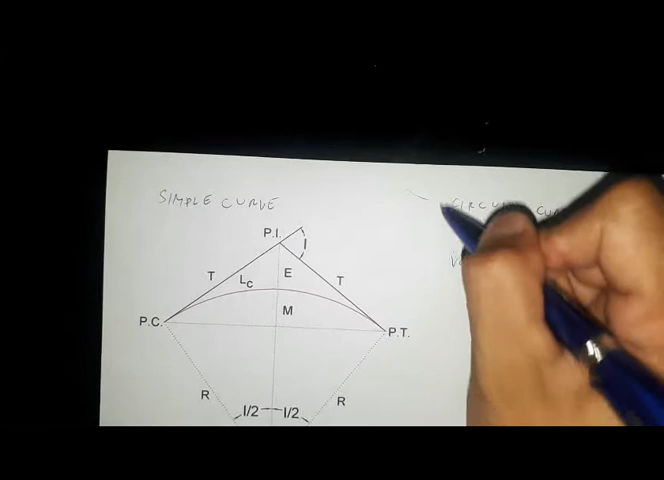 SIMPLE CURVE
P.I.
I
T
LC
E
T
M
P.C.
P.T.
R
R
I/2
I/2